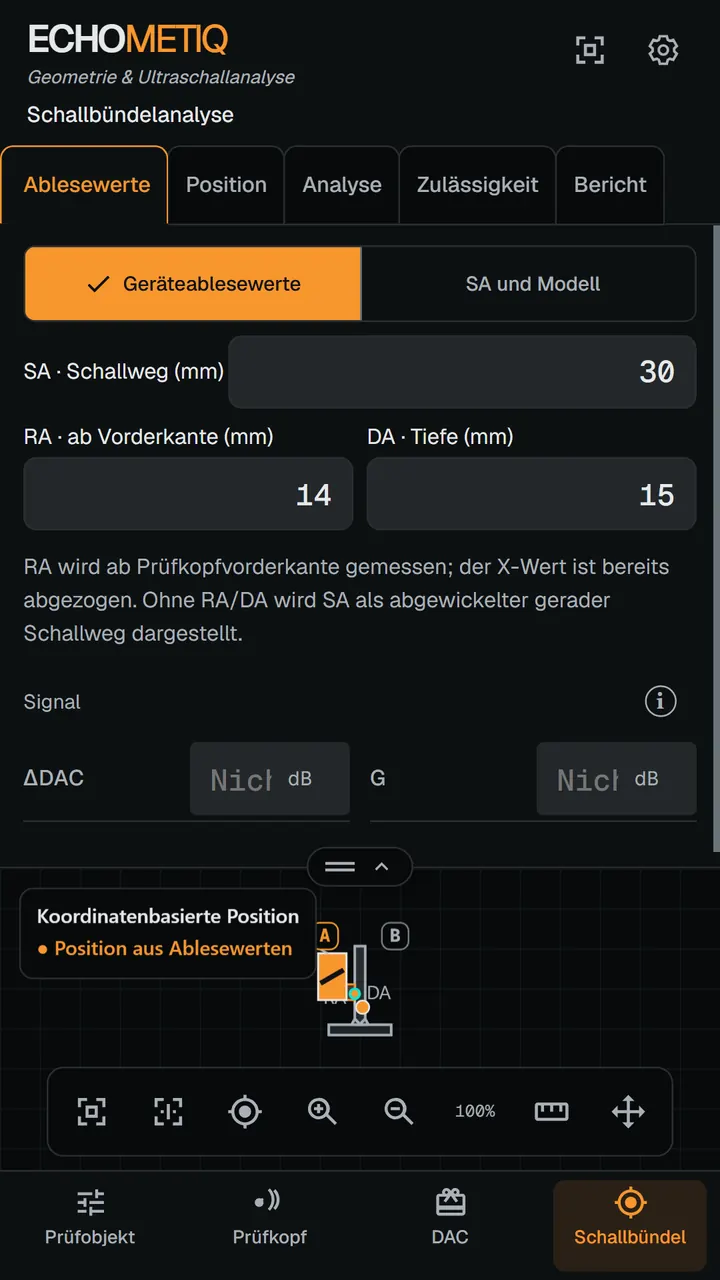 ECHOMETIQ
Geometrie & Ultraschallanalyse
Schallbündelanalyse
Ablesewerte Position Analyse Zulässigkeit Bericht
Geräteablesewerte SA und Modell
SA · Schallweg (mm) 30
RA · ab Vorderkante (mm) DA · Tiefe (mm)
14 15
RA wird ab Prüfkopfvorderkante gemessen; der X-Wert ist bereits
abgezogen. Ohne RA/DA wird SA als abgewickelter gerader
Schallweg dargestellt.
Signal
ΔDAC dB G dB
Koordinatenbasierte Position
Position aus Ablesewerten
A B
DA
100%
Prüfobjekt Prüfkopf DAC Schallbündel